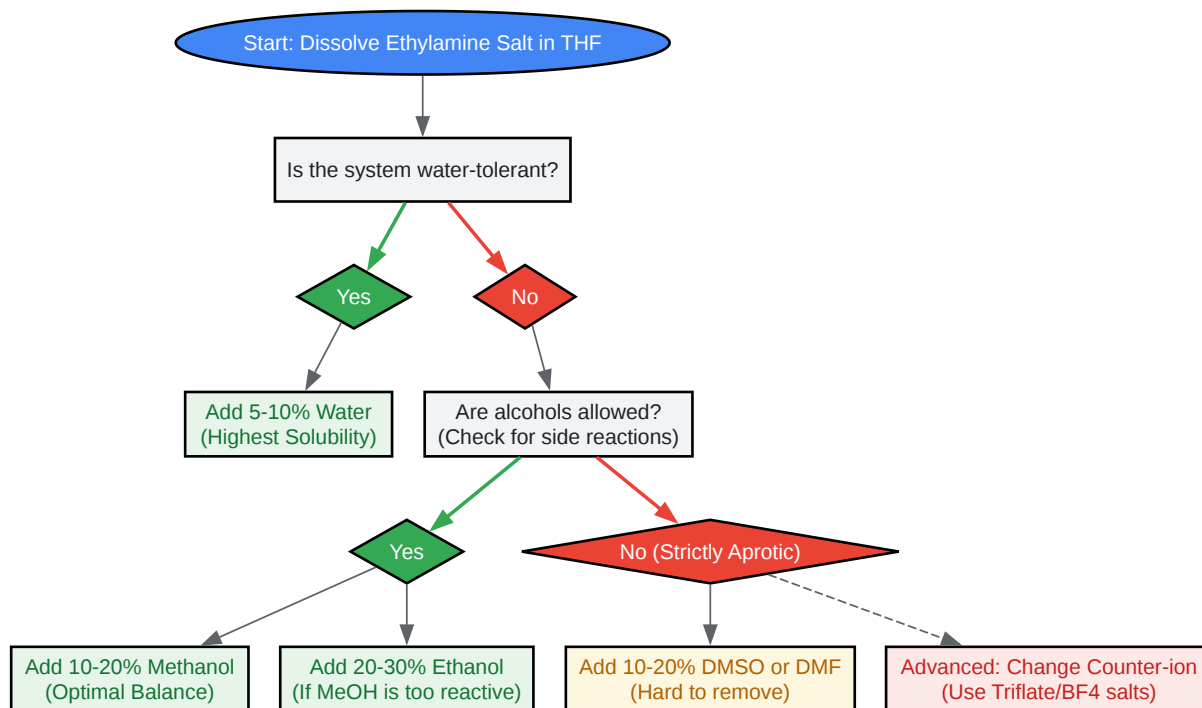 Start: Dissolve Ethylamine Salt in THF
Is the system water-tolerant?
Yes
No
Add 5-10% Water
(Highest Solubility)
Are alcohols allowed?
(Check for side reactions)
Yes
No (Strictly Aprotic)
Add 10-20% Methanol
(Optimal Balance)
Add 20-30% Ethanol
(If MeOH is too reactive)
Add 10-20% DMSO or DMF
(Hard to remove)
Advanced: Change Counter-ion
(Use Triflate/BF4 salts)